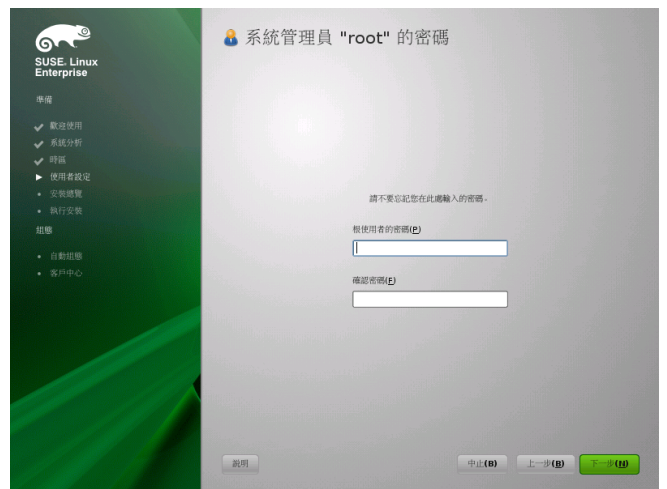 SUSE. Linux
Enterprise
準備
歡迎使用
系統分析
時區
使用者設定
安裝總覽
執行安裝
組態
自動組態
客戶中心
系統管理員 "root" 的密碼
請不要忘記您在此處輸入的密碼。
根使用者的密碼(P)
確認密碼(F)
說明
中止(B)
上一步(B)
下一步(N)